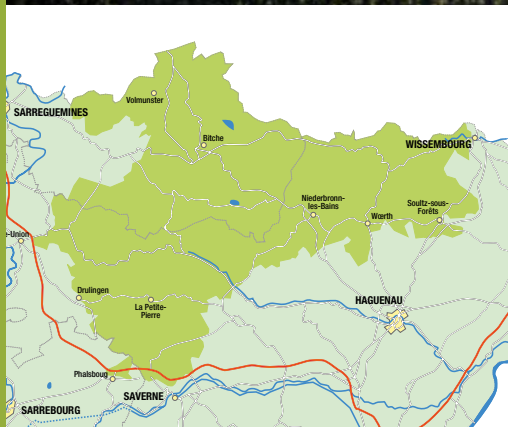 Volmunster
SARREGUEMINES
Bitche
WISSEMBOURG
Niederbronn-
les-Bains
Wœrth
Soultz-sous-
Forêts
e-Union
Drulingen
La Petite-
Pierre
HAGUENAU
Phalsboug
SAVERNE
SARREBOURG